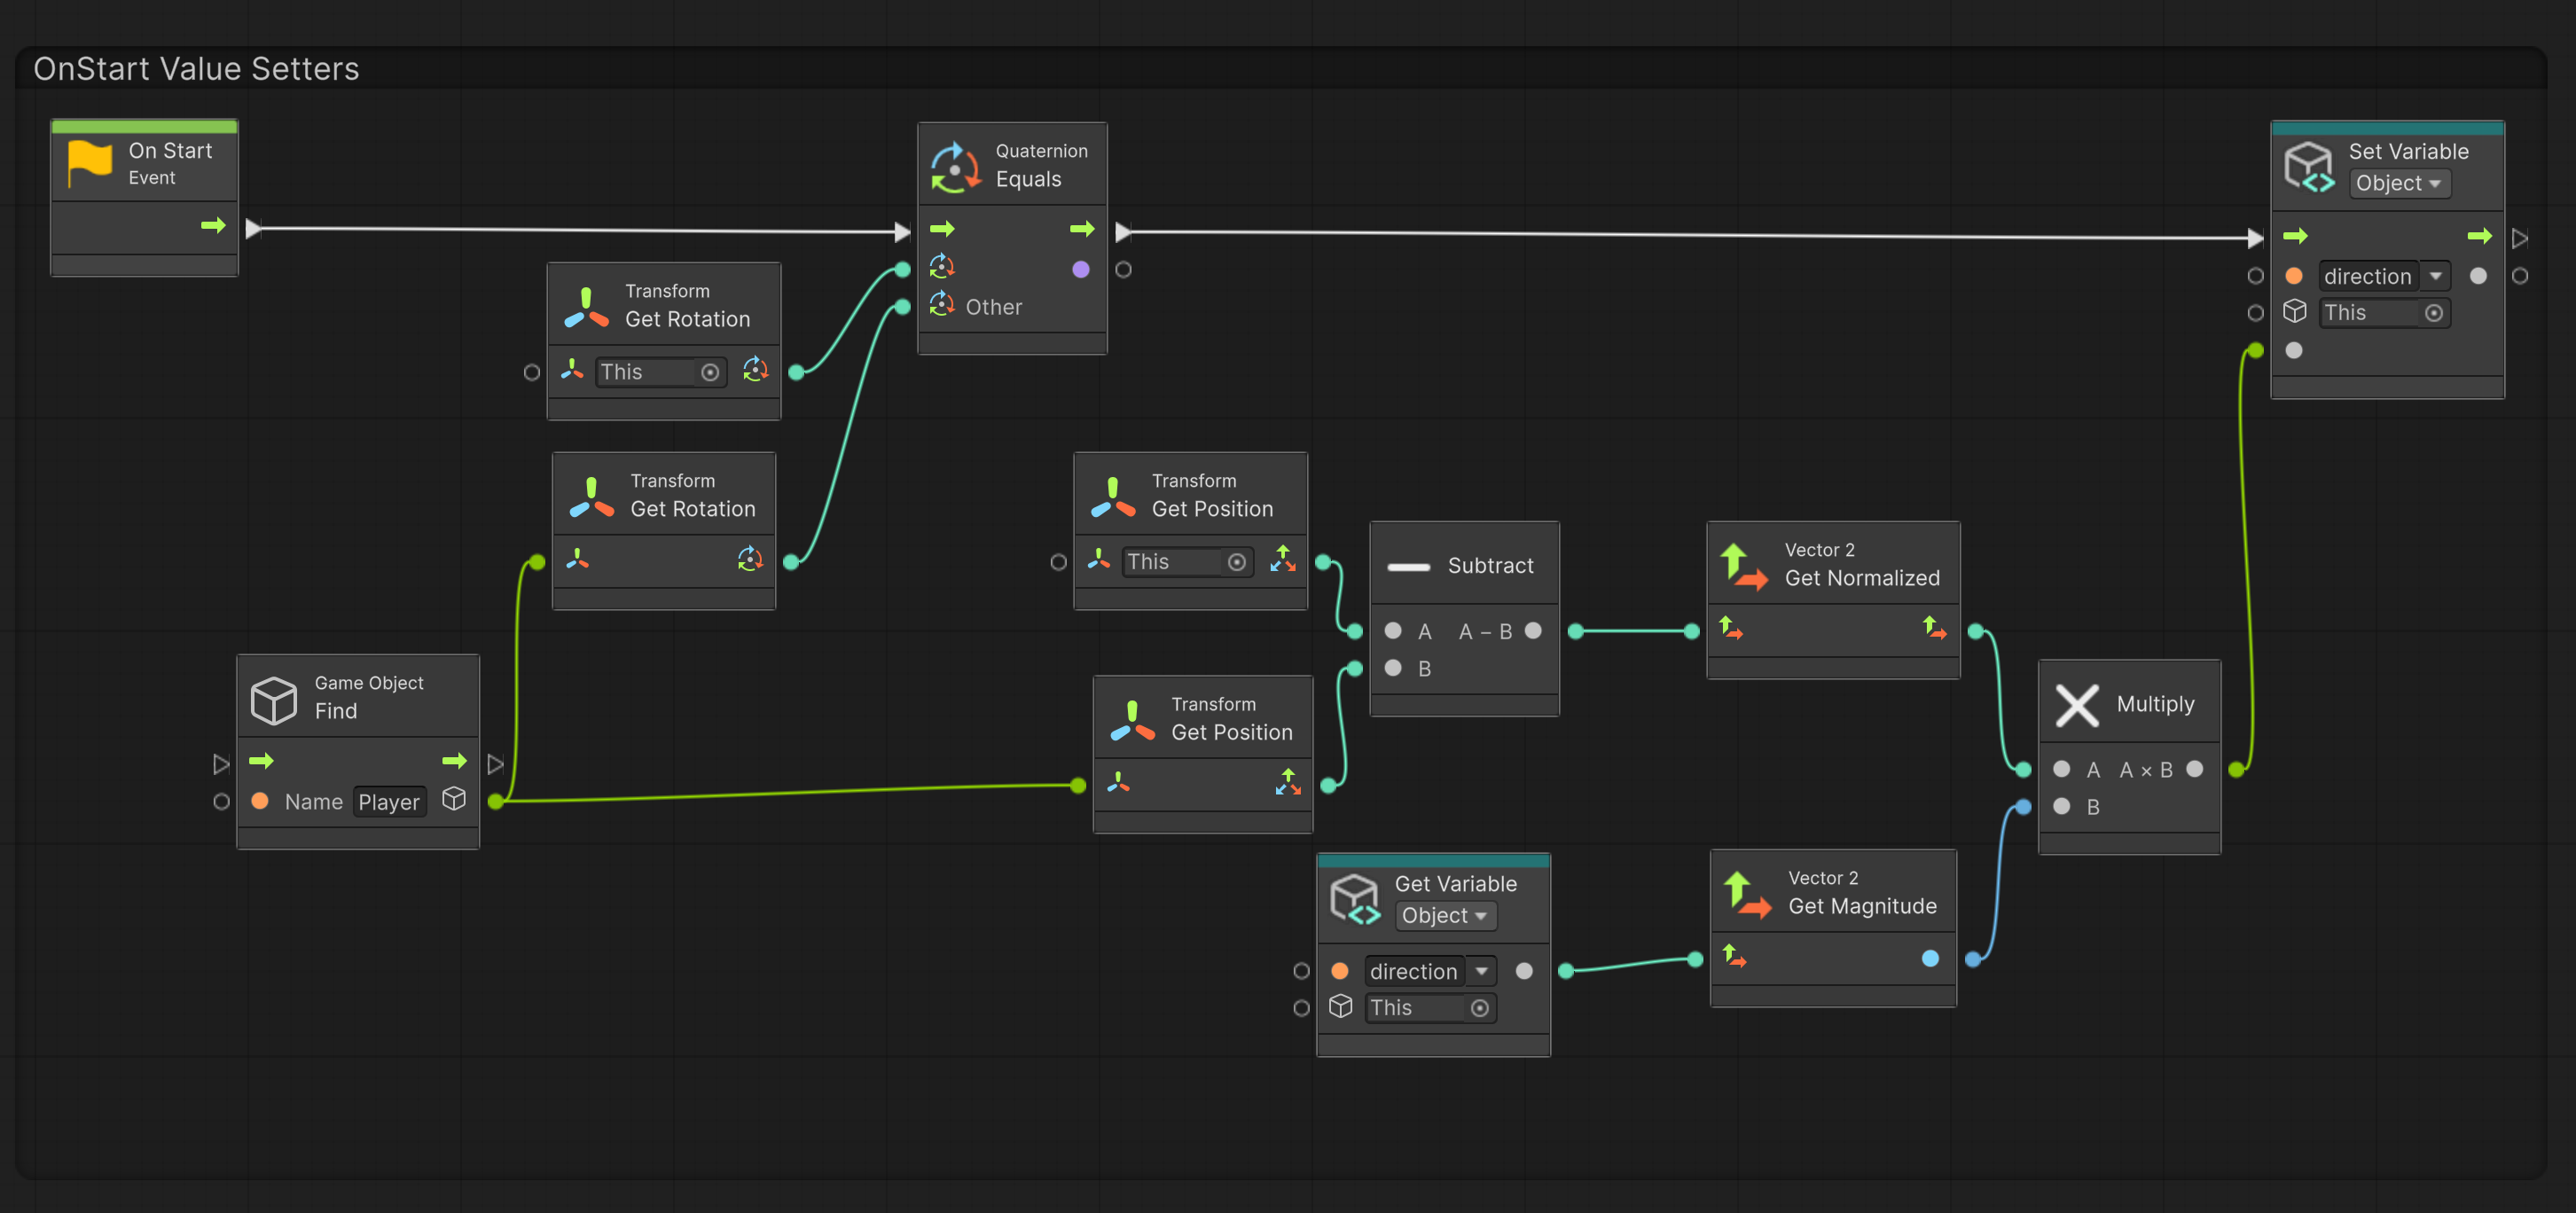 OnStart Value Setters
On Start
Event
Quaternion
Equals
Other
Set Variable
Object
direction
This
Transform
Get Rotation
This
Transform
Get Rotation
Transform
Get Position
This
Subtract
A A − B
B
Vector 2
Get Normalized
Game Object
Find
Name Player
Transform
Get Position
Multiply
A A × B
B
Get Variable
Object
direction
This
Vector 2
Get Magnitude